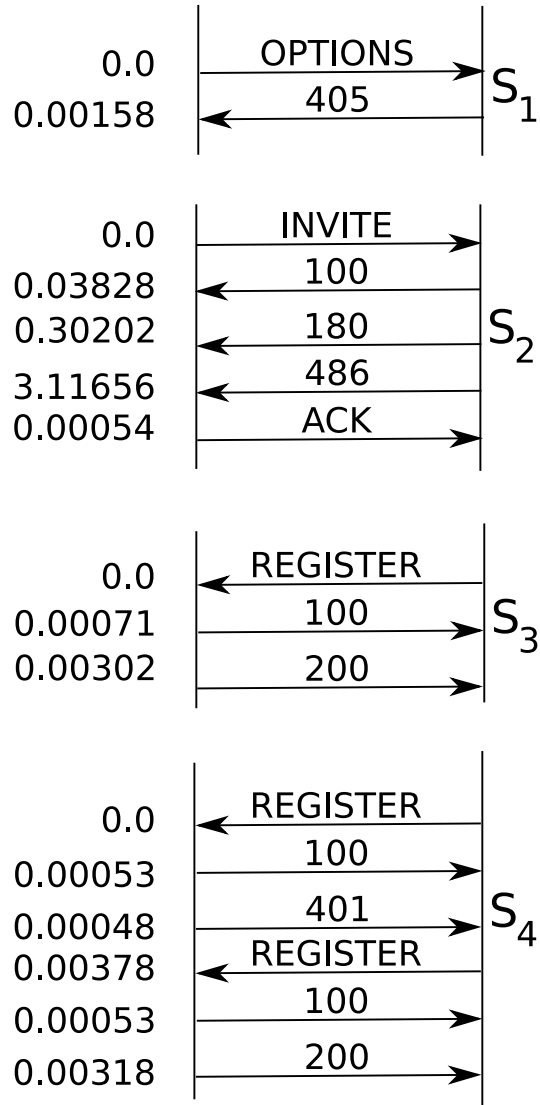 0.0 OPTIONS
0.00158 405
S1
0.0 INVITE
0.03828 100
0.30202 180
S2
3.11656 486
0.00054 ACK
0.0 REGISTER
0.00071 100
S3
0.00302 200
0.0 REGISTER
0.00053 100
0.00048 401
S4
0.00378 REGISTER
0.00053 100
0.00318 200